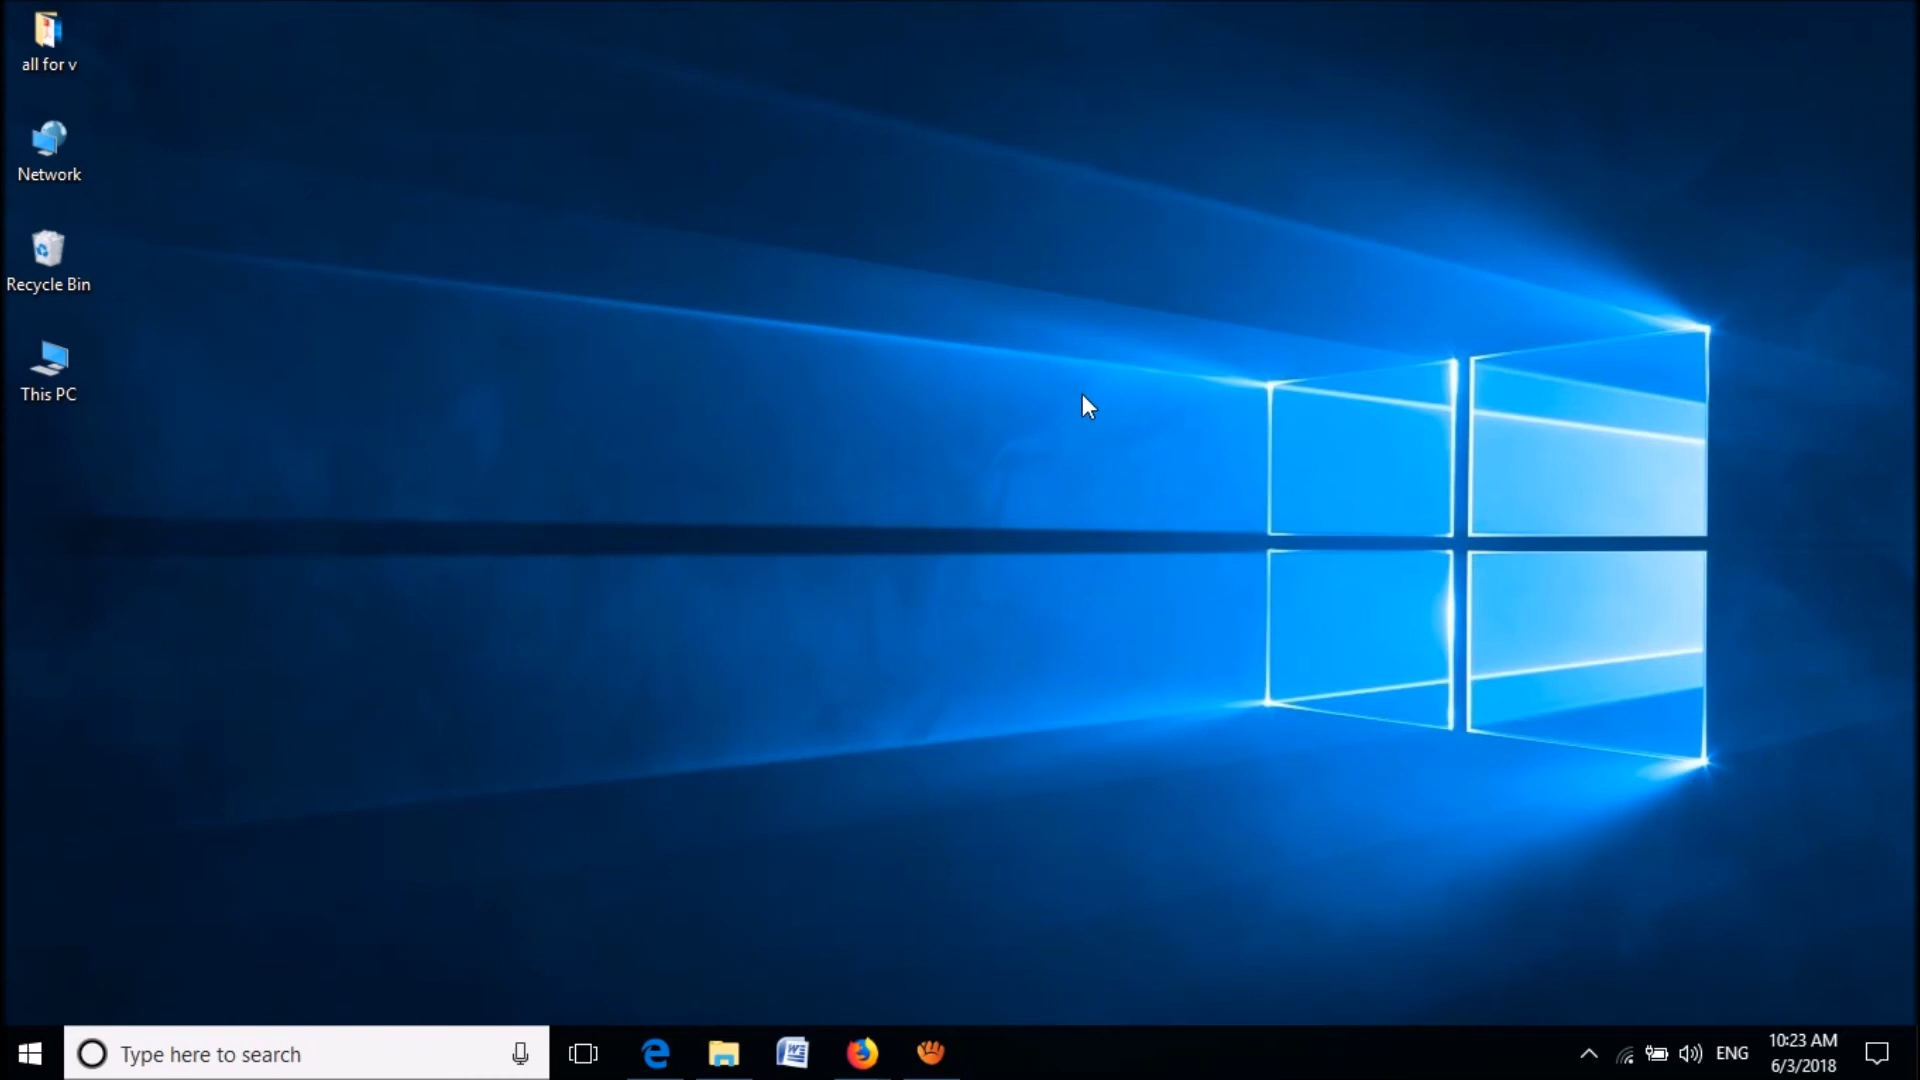 all for v
Network
Recycle Bin
This PC
Type here to search
ENG
10:23 AM
6/3/2018